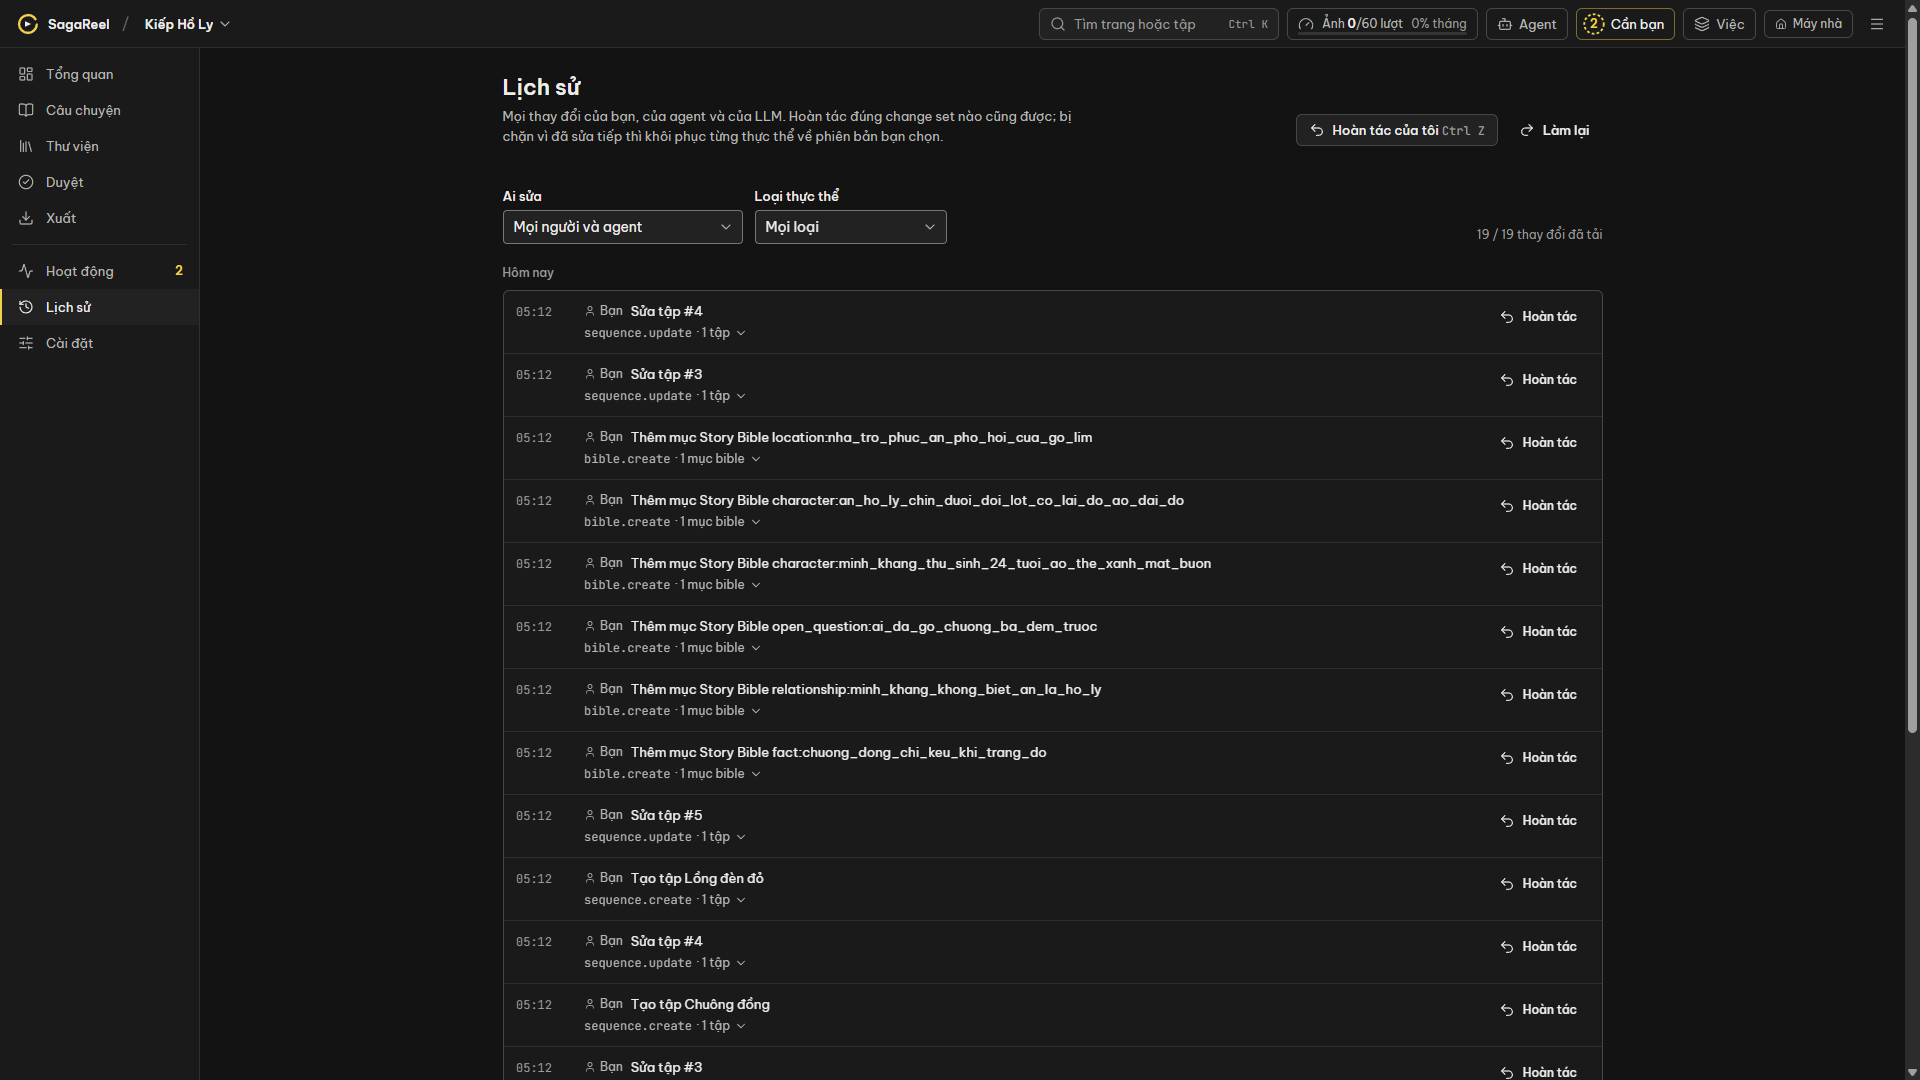 SagaReel / Kiếp Hồ Ly
Tìm trang hoặc tập Ctrl K
Ảnh 0/60 lượt 0% tháng
Agent
2 Cần bạn
Việc
Máy nhà
Tổng quan
Câu chuyện
Thư viện
Duyệt
Xuất
Hoạt động 2
Lịch sử
Cài đặt
Lịch sử
Mọi thay đổi của bạn, của agent và của LLM. Hoàn tác đúng change set nào cũng được; bị
chặn vì đã sửa tiếp thì khôi phục từng thực thể về phiên bản bạn chọn.
Hoàn tác của tôi Ctrl Z
Làm lại
Ai sửa
Mọi người và agent
Loại thực thể
Mọi loại
19 / 19 thay đổi đã tải
Hôm nay
05:12 Bạn Sửa tập #4 Hoàn tác
sequence.update · 1 tập
05:12 Bạn Sửa tập #3 Hoàn tác
sequence.update · 1 tập
05:12 Bạn Thêm mục Story Bible location:nha_tro_phuc_an_pho_hoi_cua_go_lim Hoàn tác
bible.create · 1 mục bible
05:12 Bạn Thêm mục Story Bible character:an_ho_ly_chin_duoi_doi_lot_co_lai_do_ao_dai_do Hoàn tác
bible.create · 1 mục bible
05:12 Bạn Thêm mục Story Bible character:minh_khang_thu_sinh_24_tuoi_ao_the_xanh_mat_buon Hoàn tác
bible.create · 1 mục bible
05:12 Bạn Thêm mục Story Bible open_question:ai_da_go_chuong_ba_dem_truoc Hoàn tác
bible.create · 1 mục bible
05:12 Bạn Thêm mục Story Bible relationship:minh_khang_khong_biet_an_la_ho_ly Hoàn tác
bible.create · 1 mục bible
05:12 Bạn Thêm mục Story Bible fact:chuong_dong_chi_keu_khi_trang_do Hoàn tác
bible.create · 1 mục bible
05:12 Bạn Sửa tập #5 Hoàn tác
sequence.update · 1 tập
05:12 Bạn Tạo tập Lồng đèn đỏ Hoàn tác
sequence.create · 1 tập
05:12 Bạn Sửa tập #4 Hoàn tác
sequence.update · 1 tập
05:12 Bạn Tạo tập Chuông đồng Hoàn tác
sequence.create · 1 tập
05:12 Bạn Sửa tập #3 Hoàn tác